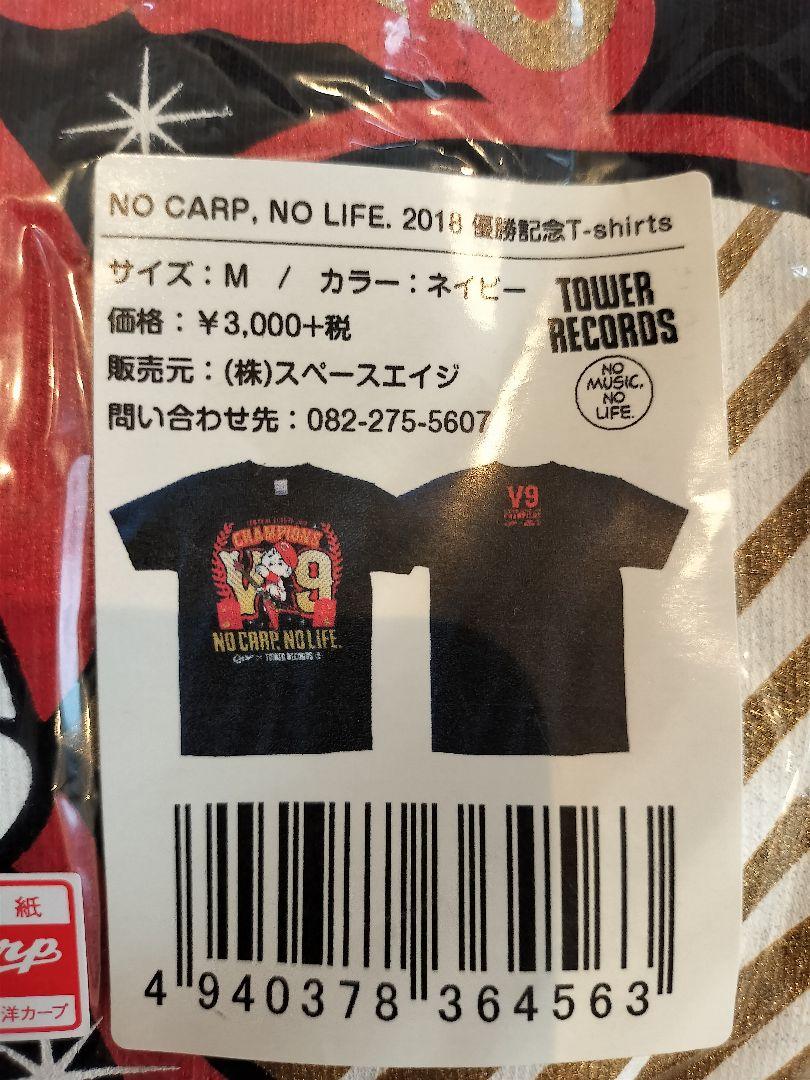 NO CARP, NO LIFE. 2018 優勝記念T-shirts
サイズ：M / カラー：ネイビー
価格：￥3,000+税
販売元：(株)スペースエイジ
問い合わせ先：082-275-5607
TOWER
RECORDS
NO
MUSIC,
NO
LIFE.
CHAMPIONS
V9
NO CARP, NO LIFE.
TOWER RECORDS
V9
4 940378 364563
紙
rp
洋カープ